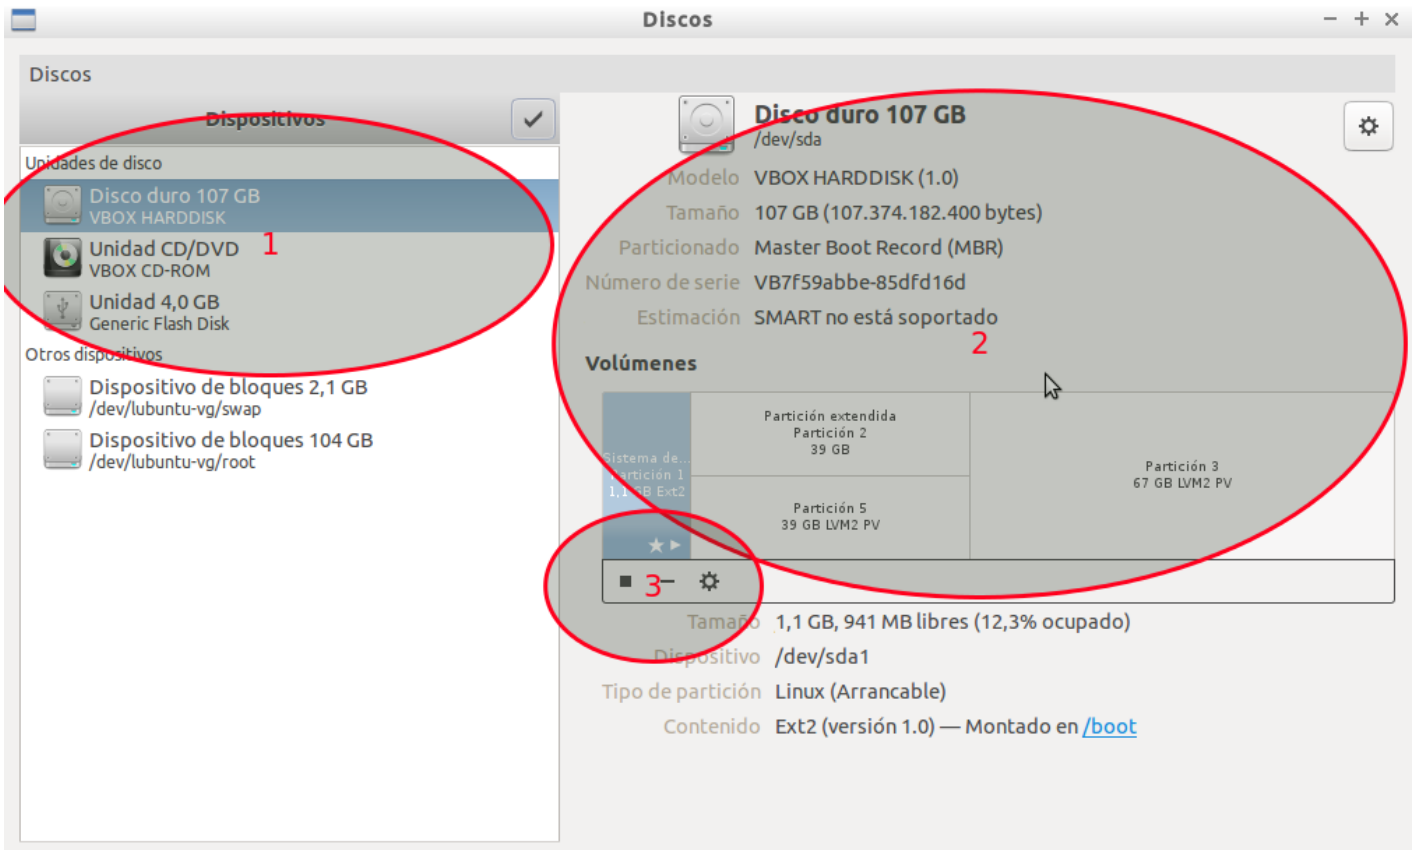 Discos
Discos
Dispositivos
Unidades de disco
Disco duro 107 GB
VBOX HARDDISK
1
Unidad CD/DVD
VBOX CD-ROM
Unidad 4,0 GB
Generic Flash Disk
Otros dispositivos
Dispositivo de bloques 2,1 GB
/dev/lubuntu-vg/swap
Dispositivo de bloques 104 GB
/dev/lubuntu-vg/root
Disco duro 107 GB
/dev/sda
Modelo VBOX HARDDISK (1.0)
Tamaño 107 GB (107.374.182.400 bytes)
Particionado Master Boot Record (MBR)
Número de serie VB7f59abbe-85dfd16d
Estimación SMART no está soportado
2
Volúmenes
Sistema de...
Partición 1
1,1 GB Ext2
Partición extendida
Partición 2
39 GB
Partición 5
39 GB LVM2 PV
Partición 3
67 GB LVM2 PV
3
Tamaño 1,1 GB, 941 MB libres (12,3% ocupado)
Dispositivo /dev/sda1
Tipo de partición Linux (Arrancable)
Contenido Ext2 (versión 1.0) — Montado en /boot